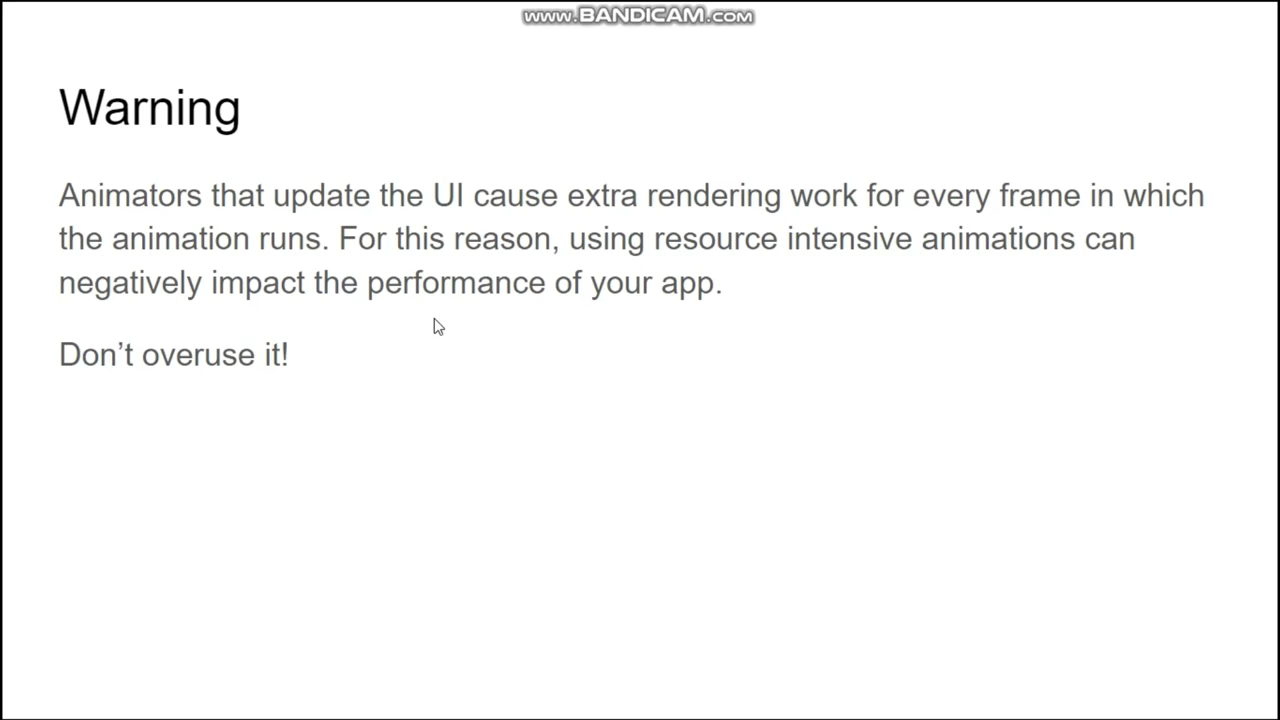 www.BANDICAM.com
Warning
Animators that update the UI cause extra rendering work for every frame in which
the animation runs. For this reason, using resource intensive animations can
negatively impact the performance of your app.
Don’t overuse it!